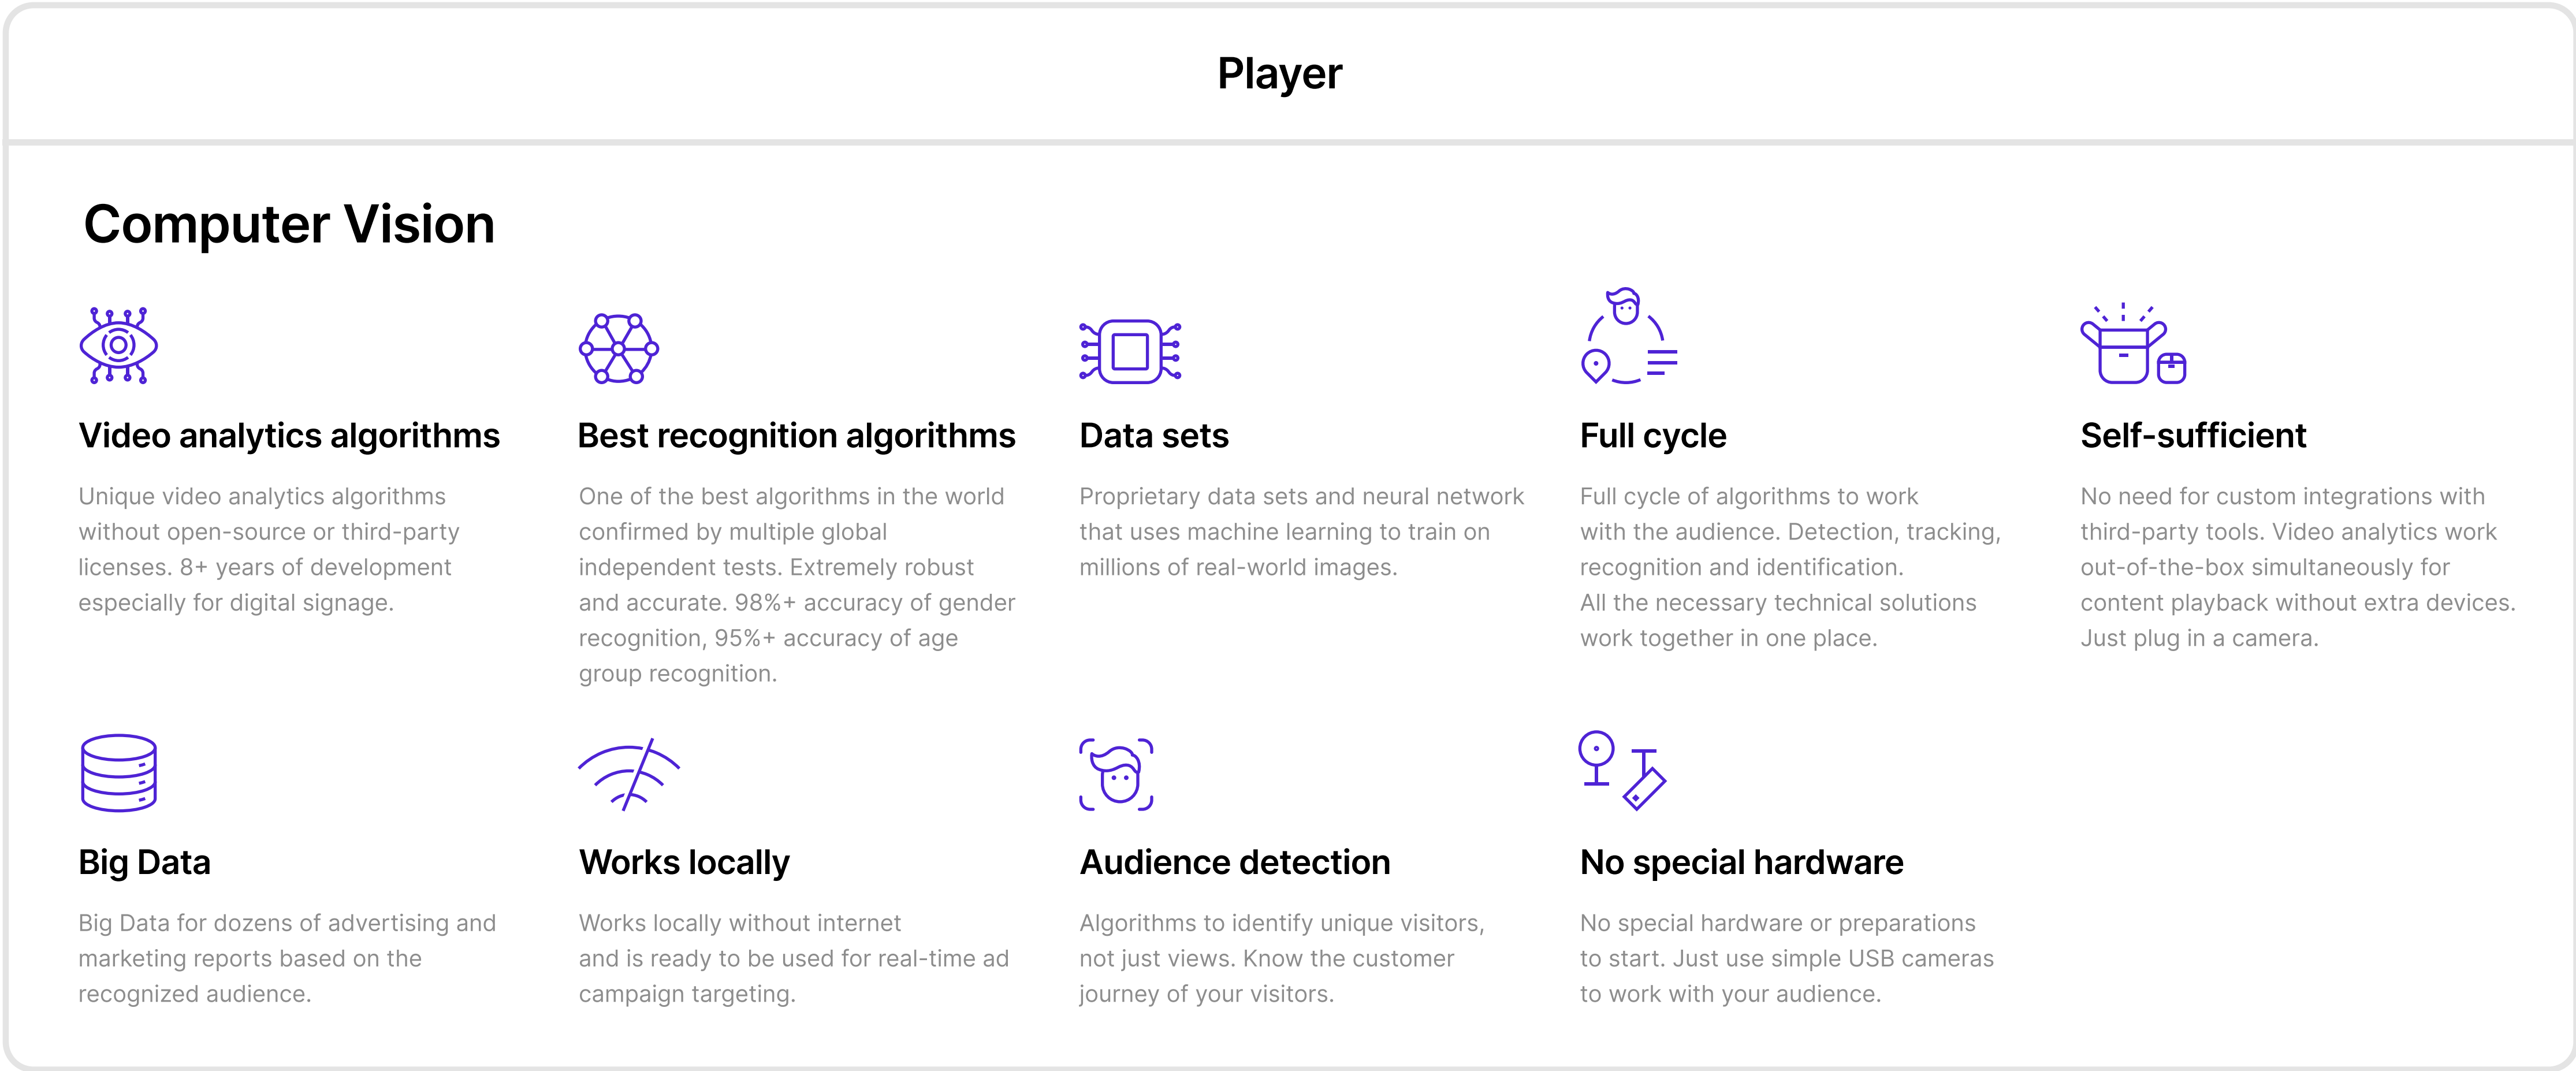 Player
Computer Vision
Video analytics algorithms
Unique video analytics algorithms
without open-source or third-party
licenses. 8+ years of development
especially for digital signage.
Best recognition algorithms
One of the best algorithms in the world
confirmed by multiple global
independent tests. Extremely robust
and accurate. 98%+ accuracy of gender
recognition, 95%+ accuracy of age
group recognition.
Data sets
Proprietary data sets and neural network
that uses machine learning to train on
millions of real-world images.
Full cycle
Full cycle of algorithms to work
with the audience. Detection, tracking,
recognition and identification.
All the necessary technical solutions
work together in one place.
Self-sufficient
No need for custom integrations with
third-party tools. Video analytics work
out-of-the-box simultaneously for
content playback without extra devices.
Just plug in a camera.
Big Data
Big Data for dozens of advertising and
marketing reports based on the
recognized audience.
Works locally
Works locally without internet
and is ready to be used for real-time ad
campaign targeting.
Audience detection
Algorithms to identify unique visitors,
not just views. Know the customer
journey of your visitors.
No special hardware
No special hardware or preparations
to start. Just use simple USB cameras
to work with your audience.